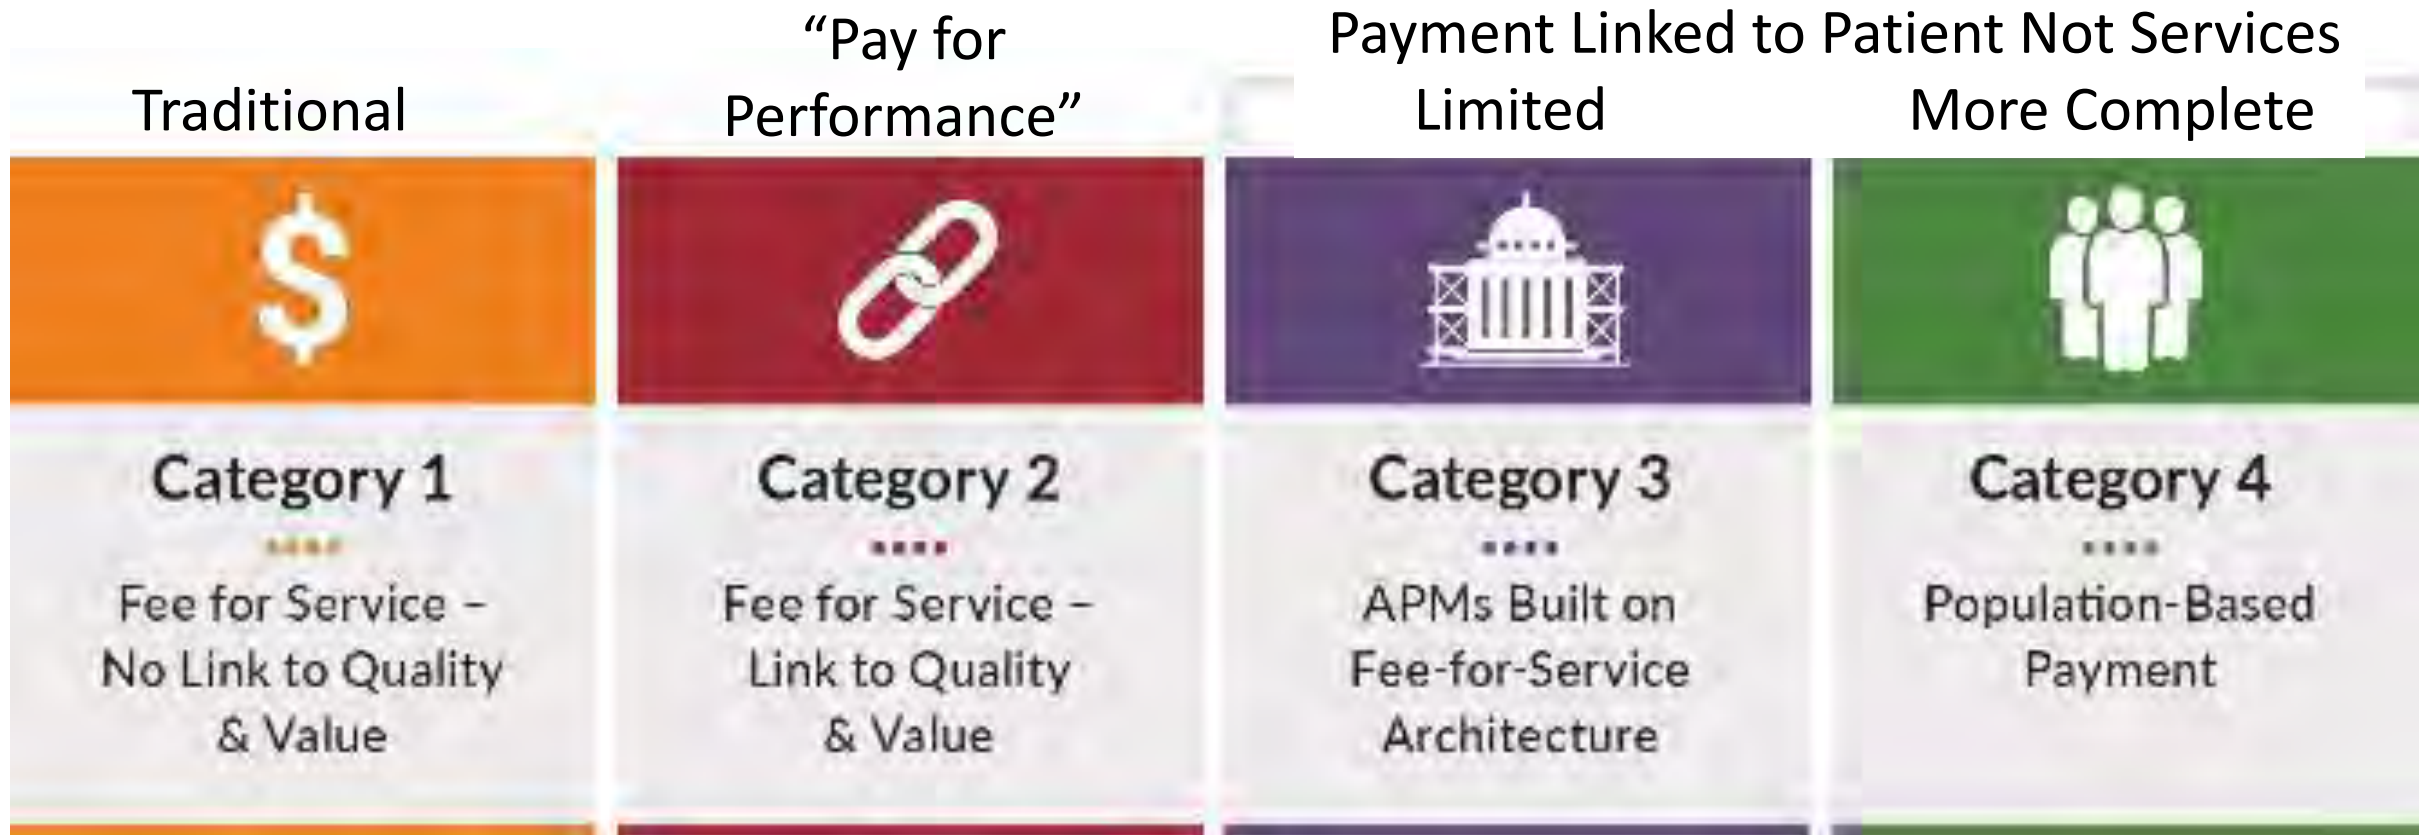 Traditional
“Pay for
Performance”
Payment Linked to Patient Not Services
Limited
More Complete
$
Category 1
Fee for Service –
No Link to Quality
& Value
Category 2
Fee for Service –
Link to Quality
& Value
Category 3
APMs Built on
Fee-for-Service
Architecture
Category 4
Population-Based
Payment